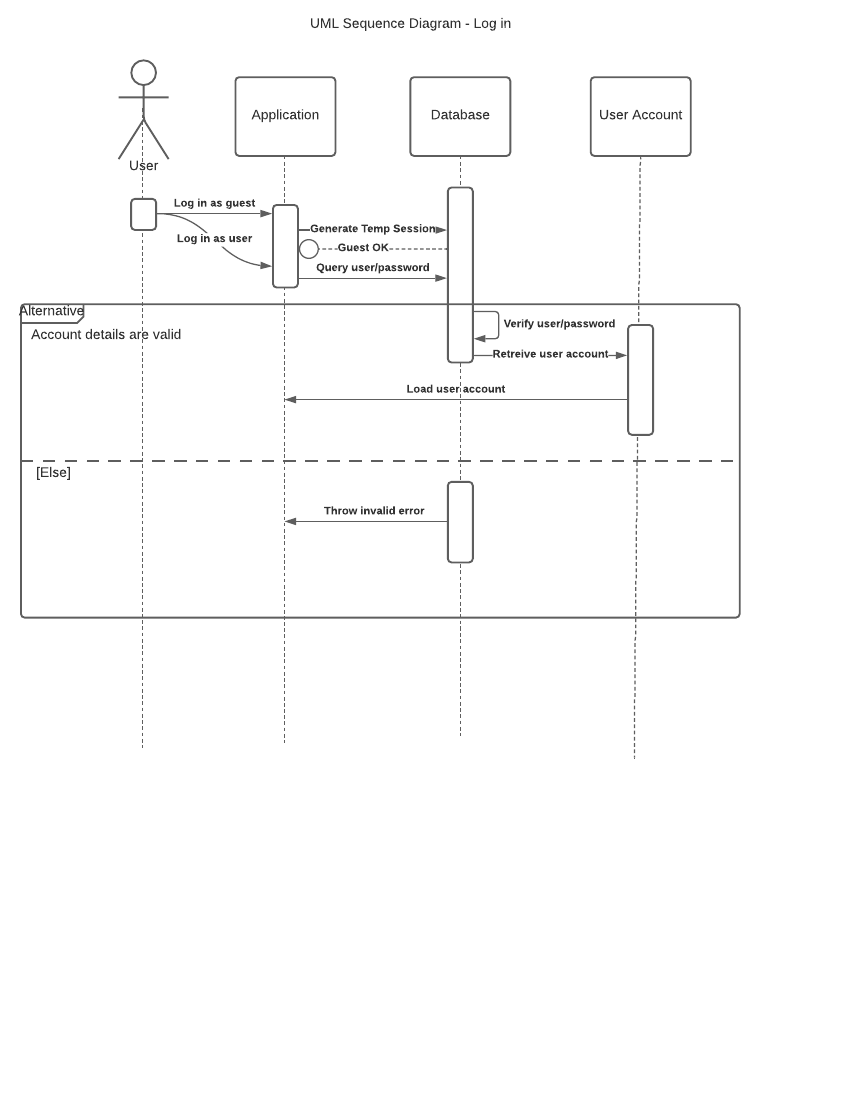 UML Sequence Diagram - Log in
Application
Database
User Account
User
Log in as guest
Log in as user
Generate Temp Session
Guest OK
Query user/password
Alternative
Account details are valid
Verify user/password
Retreive user account
Load user account
[Else]
Throw invalid error